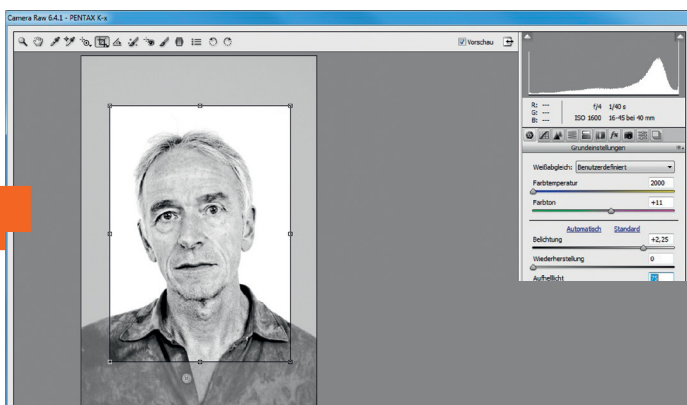 Camera Raw 6.4.1 - PENTAX K-x
Vorschau
R: ---
G: ---
B: ---
f/4 1/40 s
ISO 1600 16-45 bei 40 mm
Grundeinstellungen
Weißabgleich: Benutzerdefiniert
Farbtemperatur 2000
Farbton +11
Automatisch Standard
Belichtung +2,25
Wiederherstellung 0
Aufhelllicht